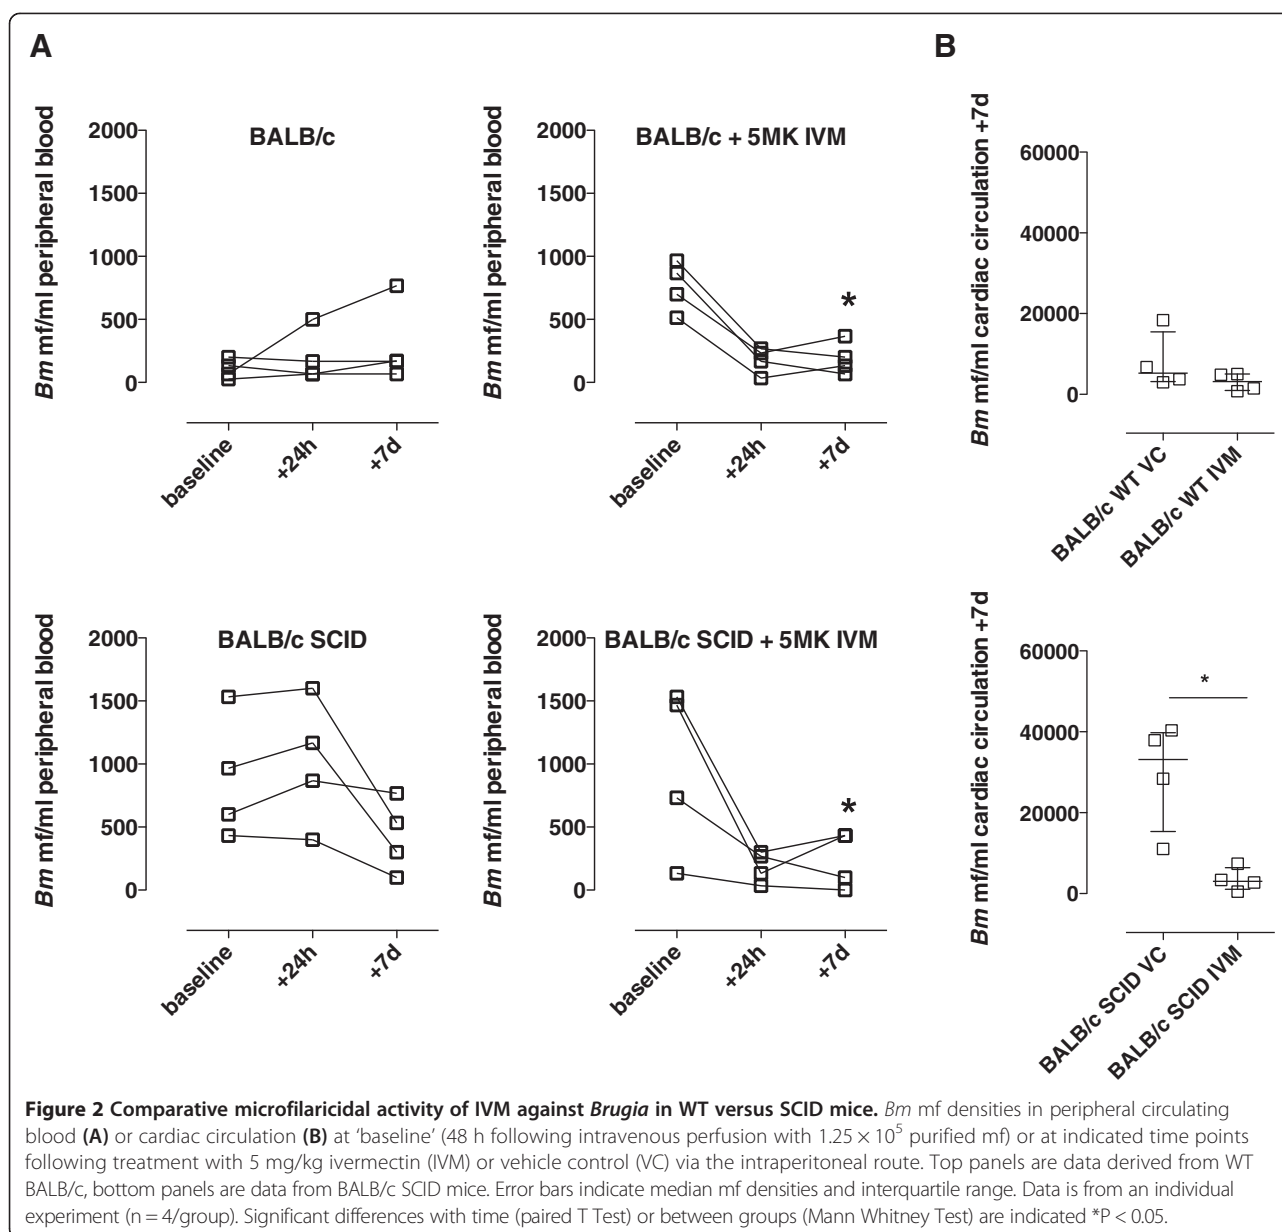 A
B
Bm mf/ml peripheral blood
2000
1500
1000
500
0
BALB/c
baseline
+24h
+7d
Bm mf/ml peripheral blood
2000
1500
1000
500
0
BALB/c + 5MK IVM
*
baseline
+24h
+7d
Bm mf/ml cardiac circulation +7d
60000
40000
20000
0
BALB/c WT VC
BALB/c WT IVM
Bm mf/ml peripheral blood
2000
1500
1000
500
0
BALB/c SCID
baseline
+24h
+7d
Bm mf/ml peripheral blood
2000
1500
1000
500
0
BALB/c SCID + 5MK IVM
*
baseline
+24h
+7d
Bm mf/ml cardiac circulation +7d
60000
40000
20000
0
*
BALB/c SCID VC
BALB/c SCID IVM
Figure 2 Comparative microfilaricidal activity of IVM against Brugia in WT versus SCID mice. Bm mf densities in peripheral circulating
blood (A) or cardiac circulation (B) at ‘baseline’ (48 h following intravenous perfusion with 1.25 × 10⁵ purified mf) or at indicated time points
following treatment with 5 mg/kg ivermectin (IVM) or vehicle control (VC) via the intraperitoneal route. Top panels are data derived from WT
BALB/c, bottom panels are data from BALB/c SCID mice. Error bars indicate median mf densities and interquartile range. Data is from an individual
experiment (n = 4/group). Significant differences with time (paired T Test) or between groups (Mann Whitney Test) are indicated *P < 0.05.